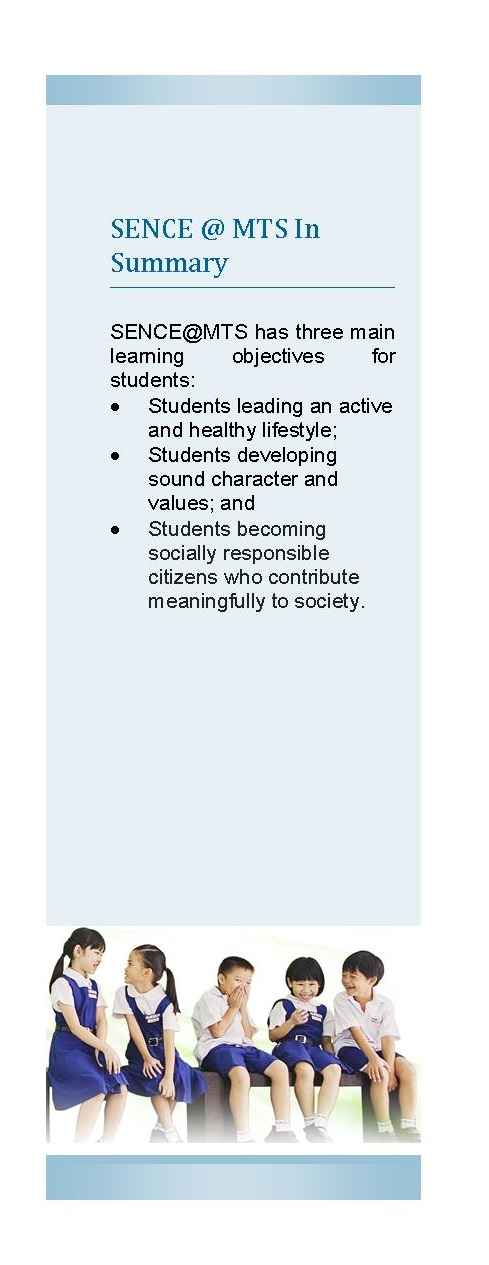 SENCE @ MTS In
Summary
SENCE@MTS has three main
learning objectives for
students:
• Students leading an active
and healthy lifestyle;
• Students developing
sound character and
values; and
• Students becoming
socially responsible
citizens who contribute
meaningfully to society.